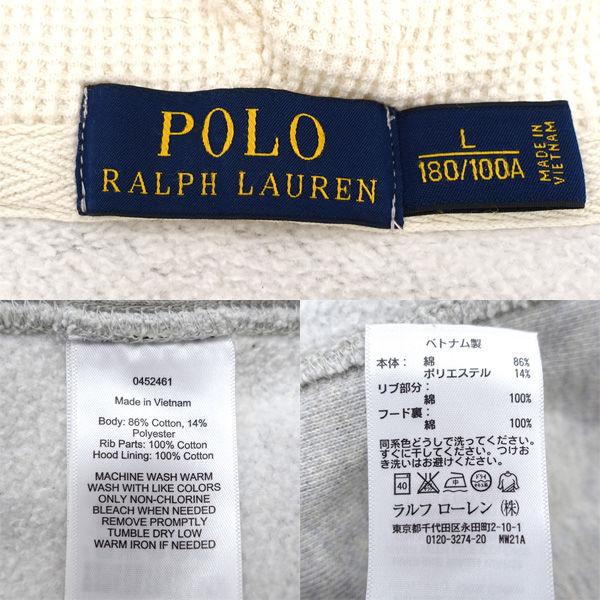 POLO
RALPH LAUREN
L
180/100A
MADE IN
VIETNAM
0452461
Made in Vietnam
Body: 86% Cotton, 14%
Polyester
Rib Parts: 100% Cotton
Hood Lining: 100% Cotton
MACHINE WASH WARM
WASH WITH LIKE COLORS
ONLY NON-CHLORINE
BLEACH WHEN NEEDED
REMOVE PROMPTLY
TUMBLE DRY LOW
WARM IRON IF NEEDED
ベトナム製
本体: 綿 86%
ポリエステル 14%
リブ部分:
綿 100%
フード裏:
綿 100%
同系色どうしで洗ってください。
すぐに干してください。つけお
き洗いはお避けください。
40
ラルフ ローレン (株)
東京都千代田区永田町2-10-1
0120-3274-20 MW21A